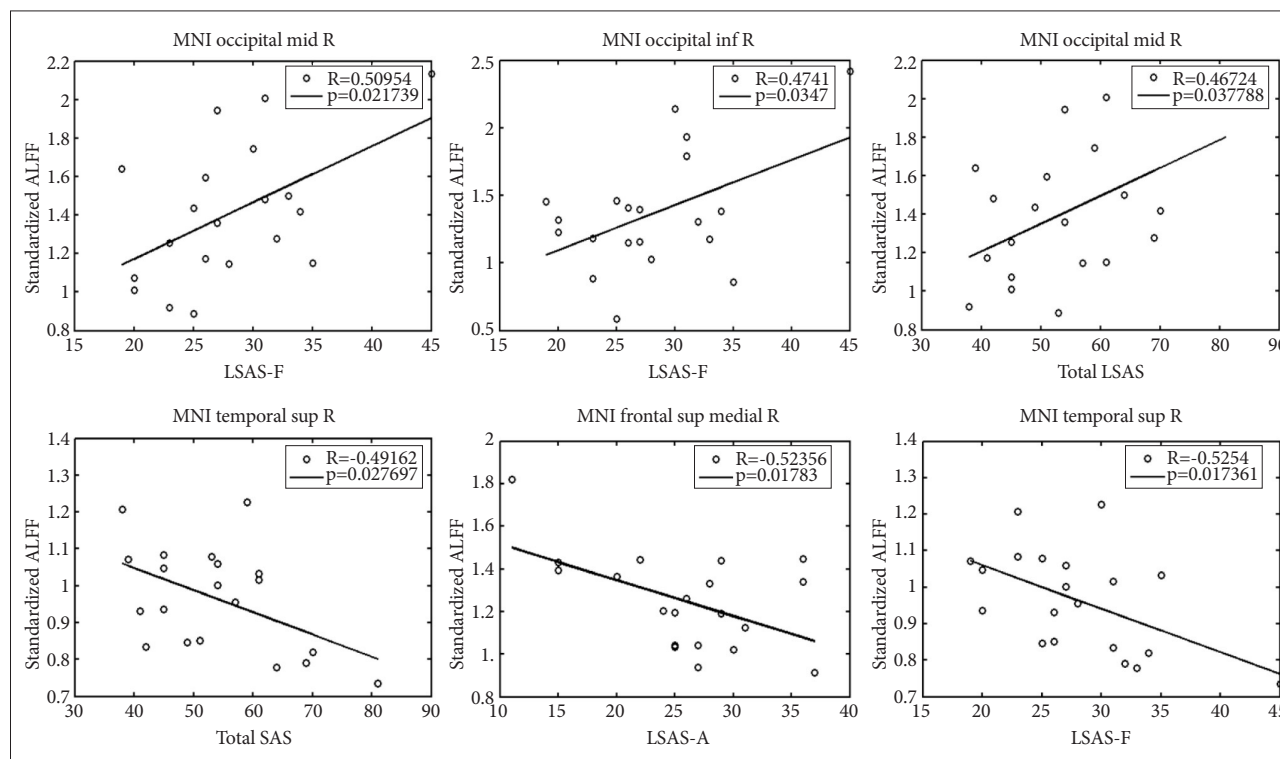 MNI occipital mid R
2.2
2
1.8
1.6
1.4
1.2
1
0.8
Standardized ALFF
R=0.50954
p=0.021739
15 20 25 30 35 40 45
LSAS-F
MNI occipital inf R
2.5
2
1.5
1
0.5
Standardized ALFF
R=0.4741
p=0.0347
15 20 25 30 35 40 45
LSAS-F
MNI occipital mid R
2.2
2
1.8
1.6
1.4
1.2
1
0.8
Standardized ALFF
R=0.46724
p=0.037788
30 40 50 60 70 80 90
Total LSAS
MNI temporal sup R
1.4
1.3
1.2
1.1
1
0.9
0.8
0.7
Standardized ALFF
R=-0.49162
p=0.027697
30 40 50 60 70 80 90
Total SAS
MNI frontal sup medial R
2
1.8
1.6
1.4
1.2
1
0.8
Standardized ALFF
R=-0.52356
p=0.01783
10 15 20 25 30 35 40
LSAS-A
MNI temporal sup R
1.4
1.3
1.2
1.1
1
0.9
0.8
0.7
Standardized ALFF
R=-0.5254
p=0.017361
15 20 25 30 35 40 45
LSAS-F